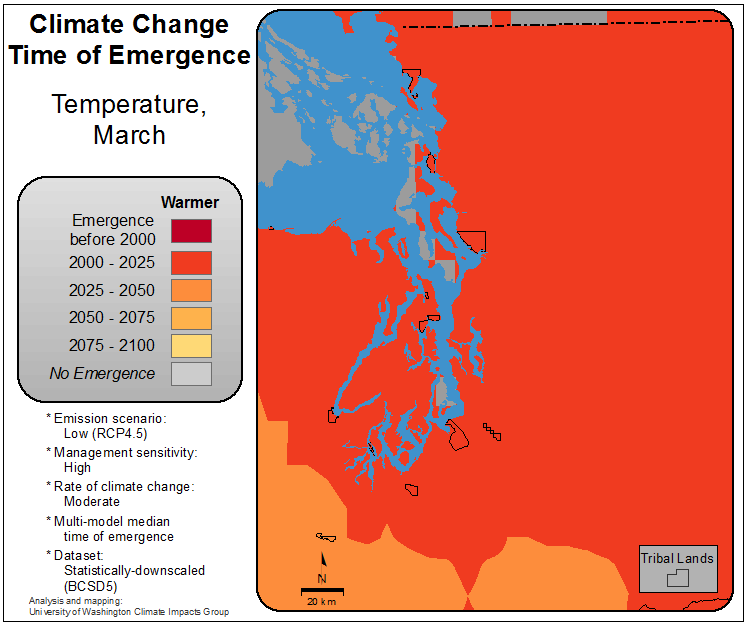 Climate Change
Time of Emergence
Temperature,
March
Warmer
Emergence
before 2000
2000 - 2025
2025 - 2050
2050 - 2075
2075 - 2100
No Emergence
* Emission scenario:
Low (RCP4.5)
* Management sensitivity:
High
* Rate of climate change:
Moderate
* Multi-model median
time of emergence
* Dataset:
Statistically-downscaled
(BCSD5)
Analysis and mapping:
University of Washington Climate Impacts Group
N
20 km
Tribal Lands